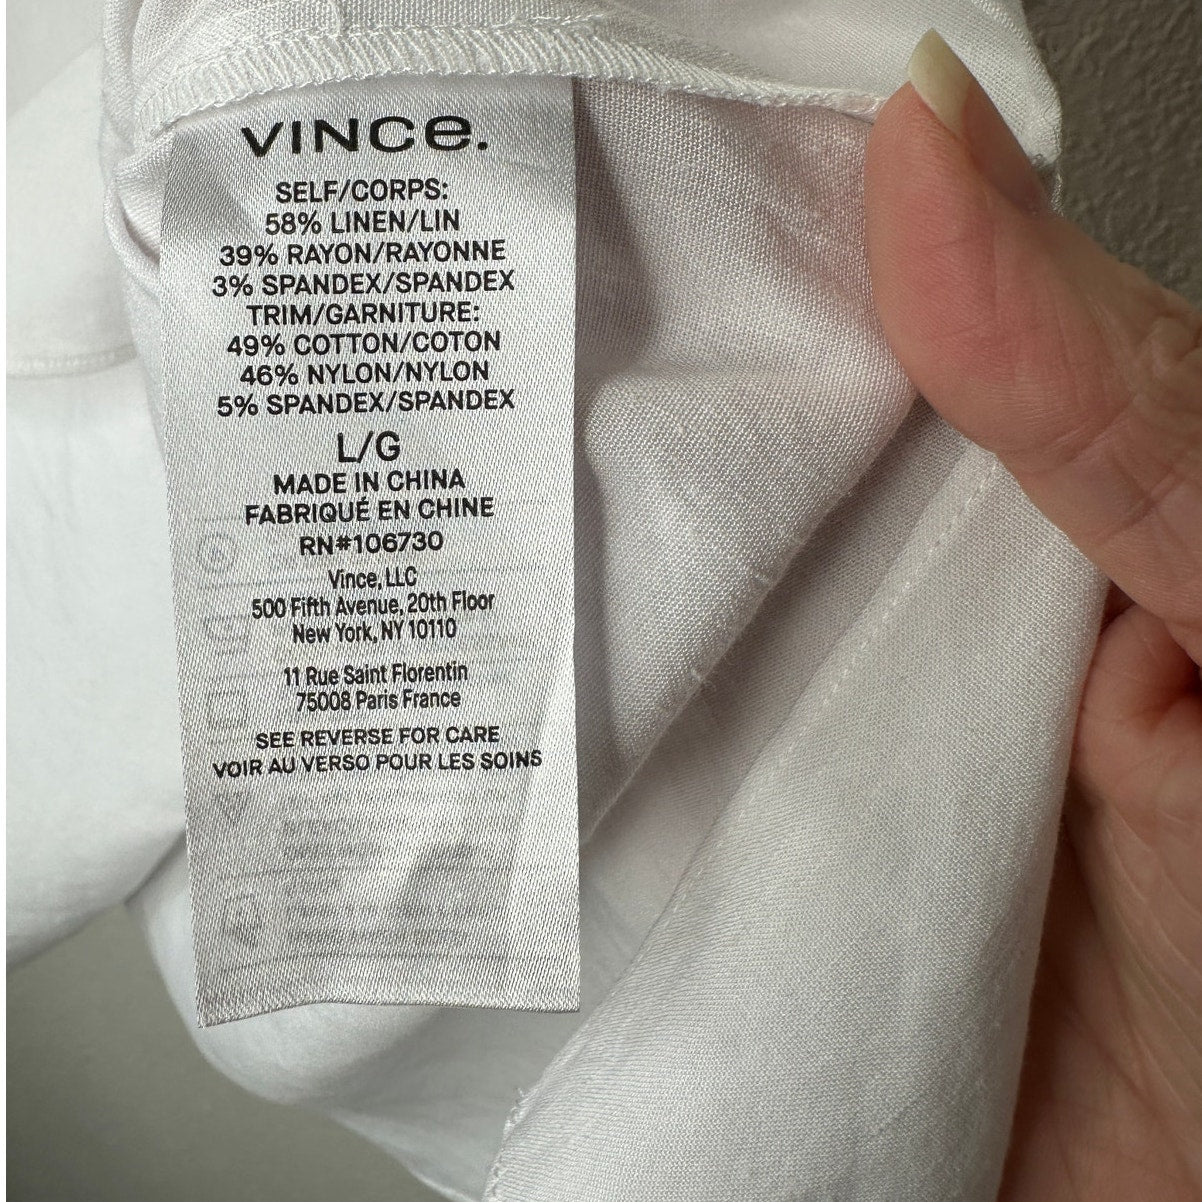 VINCE.
SELF/CORPS:
58% LINEN/LIN
39% RAYON/RAYONNE
3% SPANDEX/SPANDEX
TRIM/GARNITURE:
49% COTTON/COTON
46% NYLON/NYLON
5% SPANDEX/SPANDEX
L/G
MADE IN CHINA
FABRIQUÉ EN CHINE
RN#106730
Vince, LLC
500 Fifth Avenue, 20th Floor
New York, NY 10110
11 Rue Saint Florentin
75008 Paris France
SEE REVERSE FOR CARE
VOIR AU VERSO POUR LES SOINS